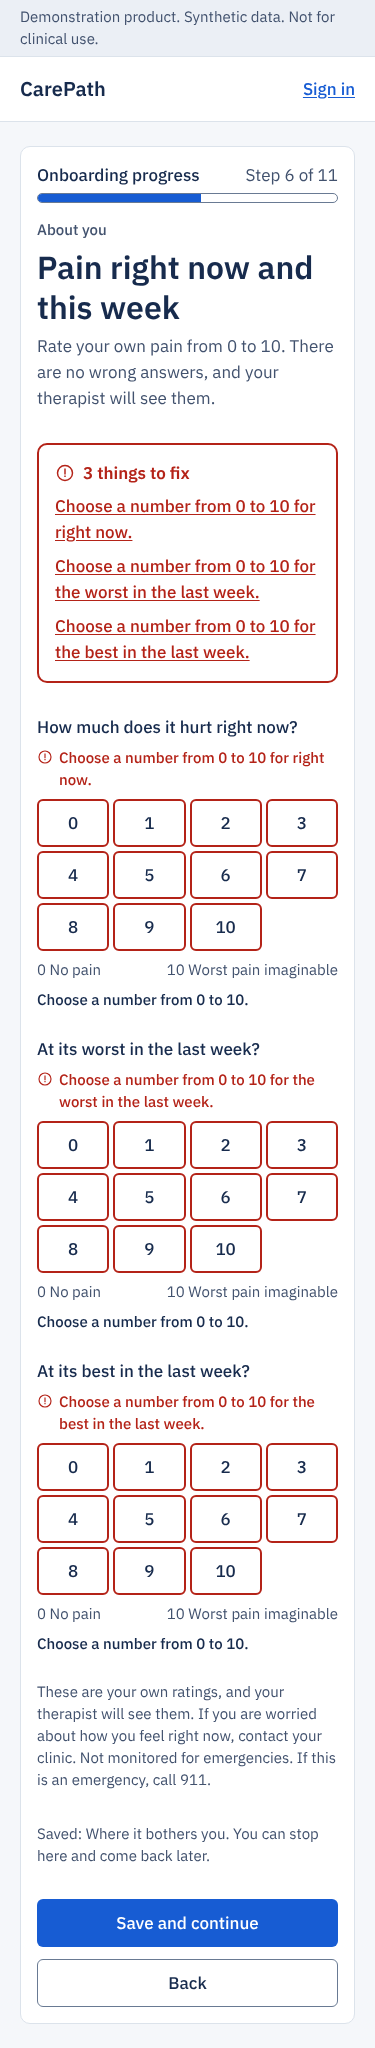 Demonstration product. Synthetic data. Not for
clinical use.
CarePath
Sign in
Onboarding progress
Step 6 of 11
About you
Pain right now and
this week
Rate your own pain from 0 to 10. There
are no wrong answers, and your
therapist will see them.
3 things to fix
Choose a number from 0 to 10 for
right now.
Choose a number from 0 to 10 for
the worst in the last week.
Choose a number from 0 to 10 for
the best in the last week.
How much does it hurt right now?
Choose a number from 0 to 10 for right
now.
0 1 2 3
4 5 6 7
8 9 10
0 No pain
10 Worst pain imaginable
Choose a number from 0 to 10.
At its worst in the last week?
Choose a number from 0 to 10 for the
worst in the last week.
0 1 2 3
4 5 6 7
8 9 10
0 No pain
10 Worst pain imaginable
Choose a number from 0 to 10.
At its best in the last week?
Choose a number from 0 to 10 for the
best in the last week.
0 1 2 3
4 5 6 7
8 9 10
0 No pain
10 Worst pain imaginable
Choose a number from 0 to 10.
These are your own ratings, and your
therapist will see them. If you are worried
about how you feel right now, contact your
clinic. Not monitored for emergencies. If this
is an emergency, call 911.
Saved: Where it bothers you. You can stop
here and come back later.
Save and continue
Back